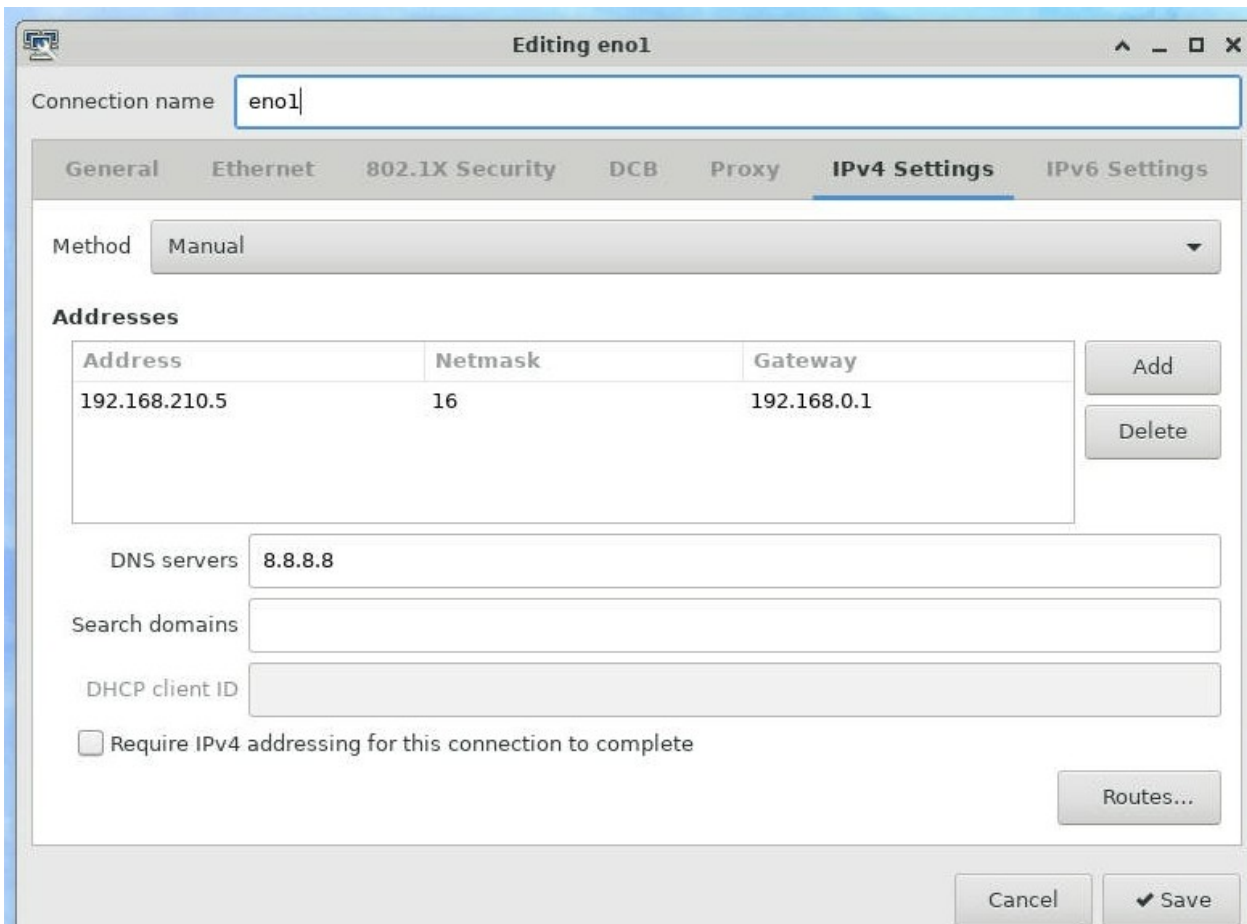 Editing eno1
Connection name eno1
General Ethernet 802.1X Security DCB Proxy IPv4 Settings IPv6 Settings
Method Manual
Addresses
Address Netmask Gateway
192.168.210.5 16 192.168.0.1
Add
Delete
DNS servers 8.8.8.8
Search domains
DHCP client ID
Require IPv4 addressing for this connection to complete
Routes...
Cancel Save